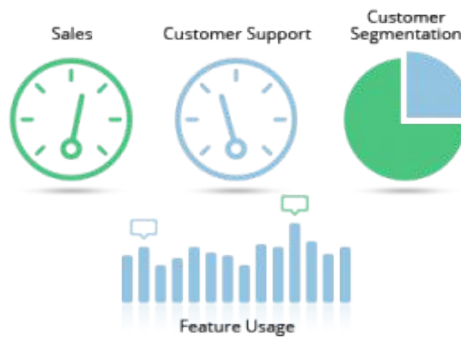 Sales
Customer Support
Customer
Segmentation
Feature Usage